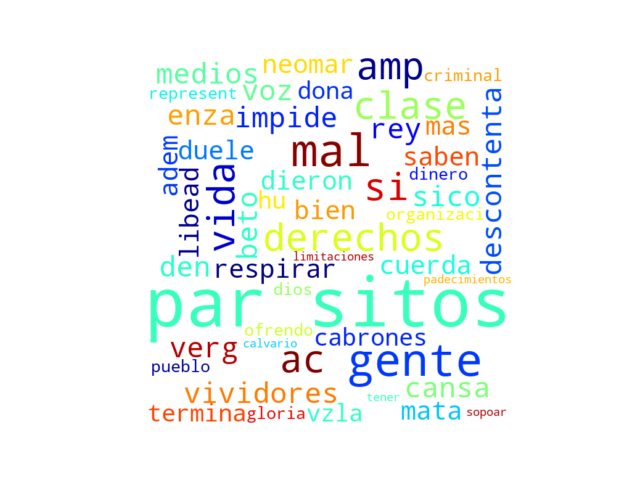 medios neomar amp criminal
represent voz dona clase descontenta
enza impide rey mas
adem duele mal saben
libead vida dieron si dinero
beto hu bien sico
organizaci
derechos
limitaciones
den respirar cuerda
padecimientos
dios
par sitos
ofrendo cabrones
verg calvario
pueblo ac gente
vividores cansa
tener
termina gloria vzla mata sopoar